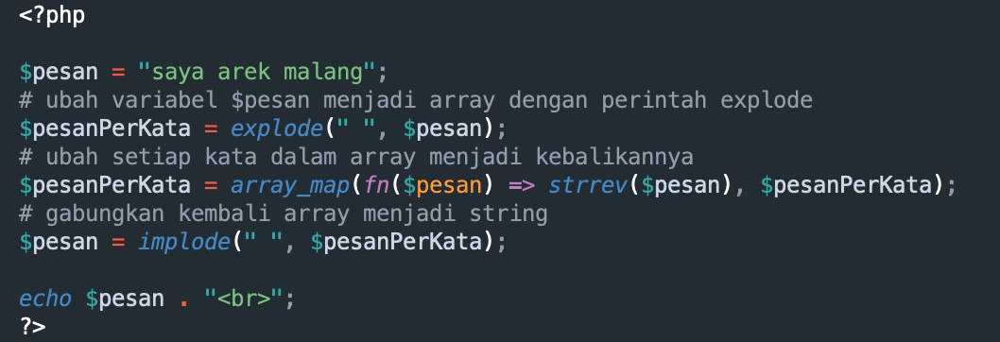 <?php
$pesan = "saya arek malang";
# ubah variabel $pesan menjadi array dengan perintah explode
$pesanPerKata = explode(" ", $pesan);
# ubah setiap kata dalam array menjadi kebalikannya
$pesanPerKata = array_map(fn($pesan) => strrev($pesan), $pesanPerKata);
# gabungkan kembali array menjadi string
$pesan = implode(" ", $pesanPerKata);
echo $pesan . "<br>";
?>